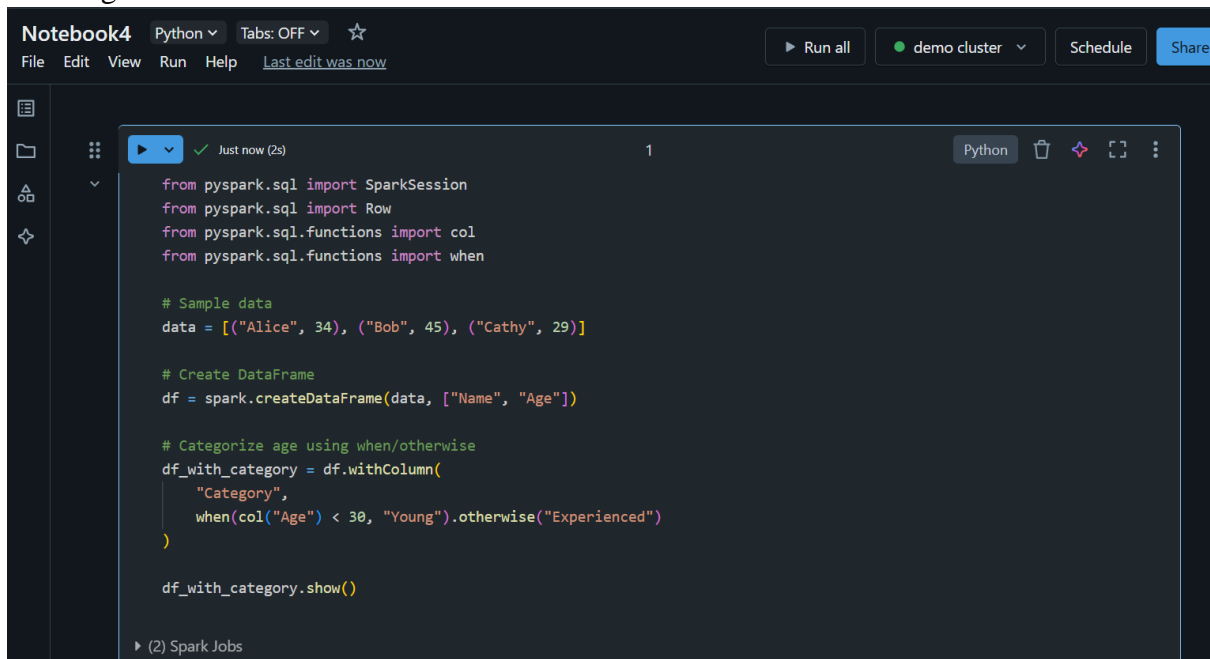 Notebook4 Python Tabs: OFF
File Edit View Run Help Last edit was now
Run all demo cluster Schedule Share
Just now (2s) 1 Python
from pyspark.sql import SparkSession
from pyspark.sql import Row
from pyspark.sql.functions import col
from pyspark.sql.functions import when
# Sample data
data = [("Alice", 34), ("Bob", 45), ("Cathy", 29)]
# Create DataFrame
df = spark.createDataFrame(data, ["Name", "Age"])
# Categorize age using when/otherwise
df_with_category = df.withColumn(
"Category",
when(col("Age") < 30, "Young").otherwise("Experienced")
)
df_with_category.show()
(2) Spark Jobs